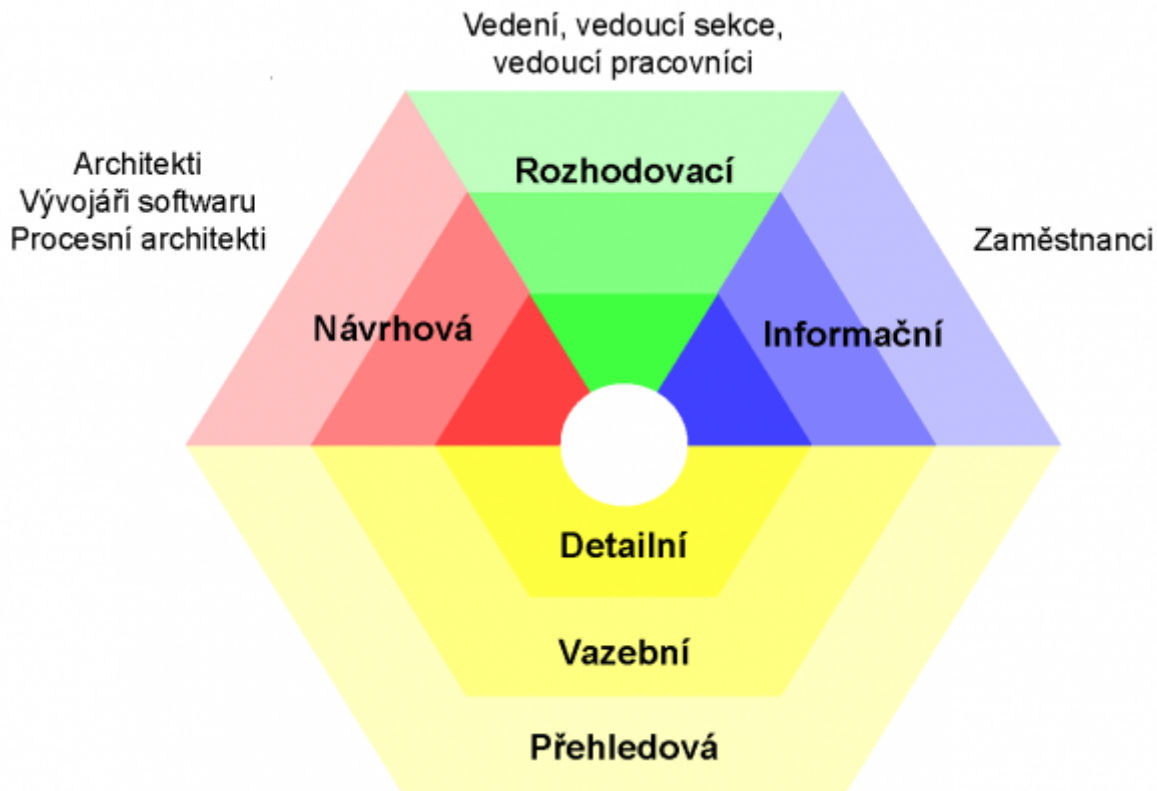 Vedení, vedoucí sekce,
vedoucí pracovníci
Architekti
Vývojáři softwaru
Procesní architekti
Rozhodovací
Zaměstnanci
Návrhová
Informační
Detailní
Vazební
Přehledová